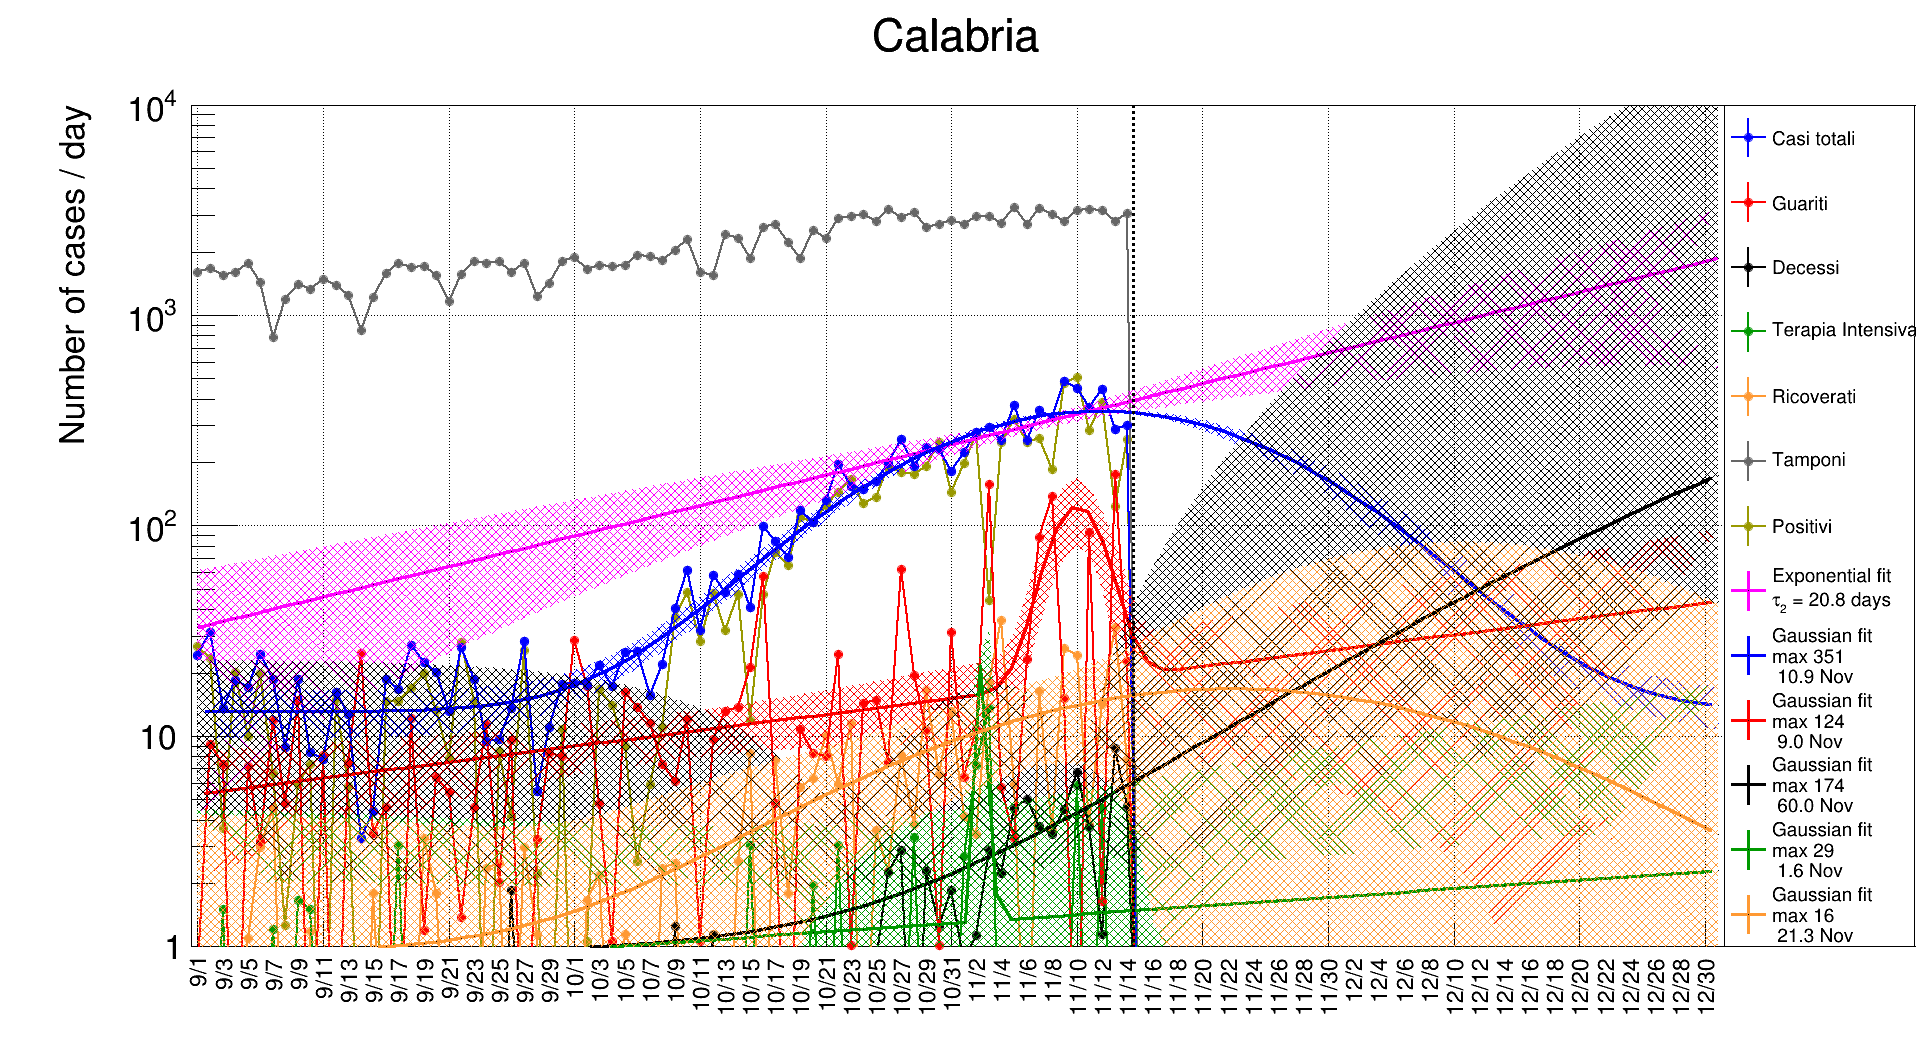 Calabria
Number of cases / day
10^4
10^3
10^2
10
1
9/1 9/3 9/5 9/7 9/9 9/11 9/13 9/15 9/17 9/19 9/21 9/23 9/25 9/27 9/29 10/1 10/3 10/5 10/7 10/9 10/11 10/13 10/15 10/17 10/19 10/21 10/23 10/25 10/27 10/29 10/31 11/2 11/4 11/6 11/8 11/10 11/12 11/14 11/16 11/18 11/20 11/22 11/24 11/26 11/28 11/30 12/2 12/4 12/6 12/8 12/10 12/12 12/14 12/16 12/18 12/20 12/22 12/24 12/26 12/28 12/30
Casi totali
Guariti
Decessi
Terapia Intensiva
Ricoverati
Tamponi
Positivi
Exponential fit
τ2 = 20.8 days
Gaussian fit
max 351
10.9 Nov
Gaussian fit
max 124
9.0 Nov
Gaussian fit
max 174
60.0 Nov
Gaussian fit
max 29
1.6 Nov
Gaussian fit
max 16
21.3 Nov